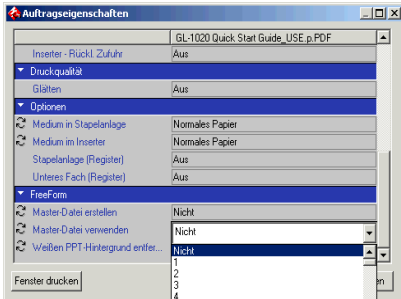 Auftragseigenschaften
GL-1020 Quick Start Guide_USE.p.PDF
Inserter - Rückl. Zufuhr Aus
Druckqualität
Glätten Aus
Optionen
Medium in Stapelanlage Normales Papier
Medium im Inserter Normales Papier
Stapelanlage (Register) Aus
Unteres Fach (Register) Aus
FreeForm
Master-Datei erstellen Nicht
Master-Datei verwenden Nicht
Weißen PPT-Hintergrund entfer... Nicht
1
2
3
4
Fenster drucken